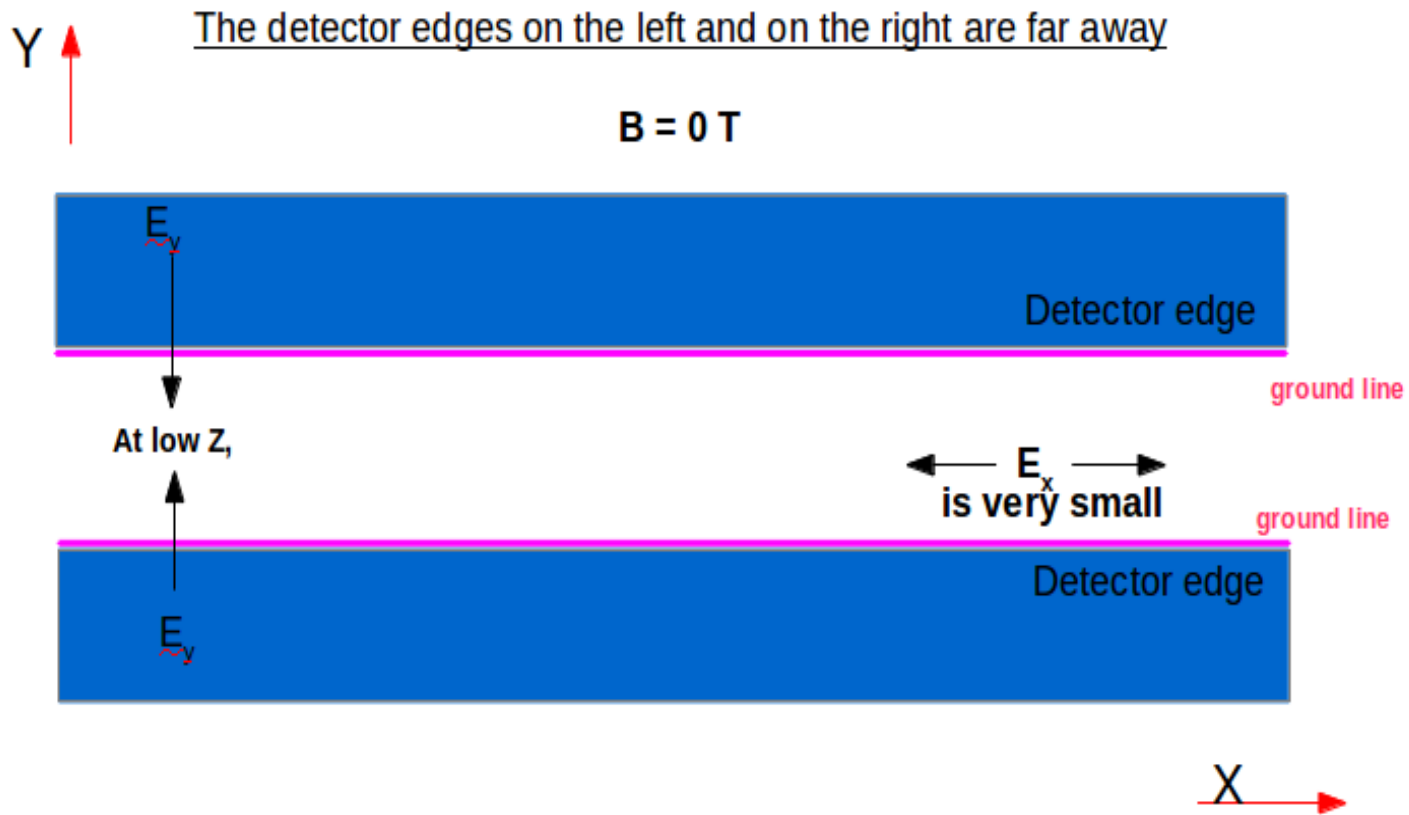 The detector edges on the left and on the right are far away
Y
B = 0 T
Ey
Detector edge
ground line
At low Z,
Ex
is very small
ground line
Detector edge
Ey
X